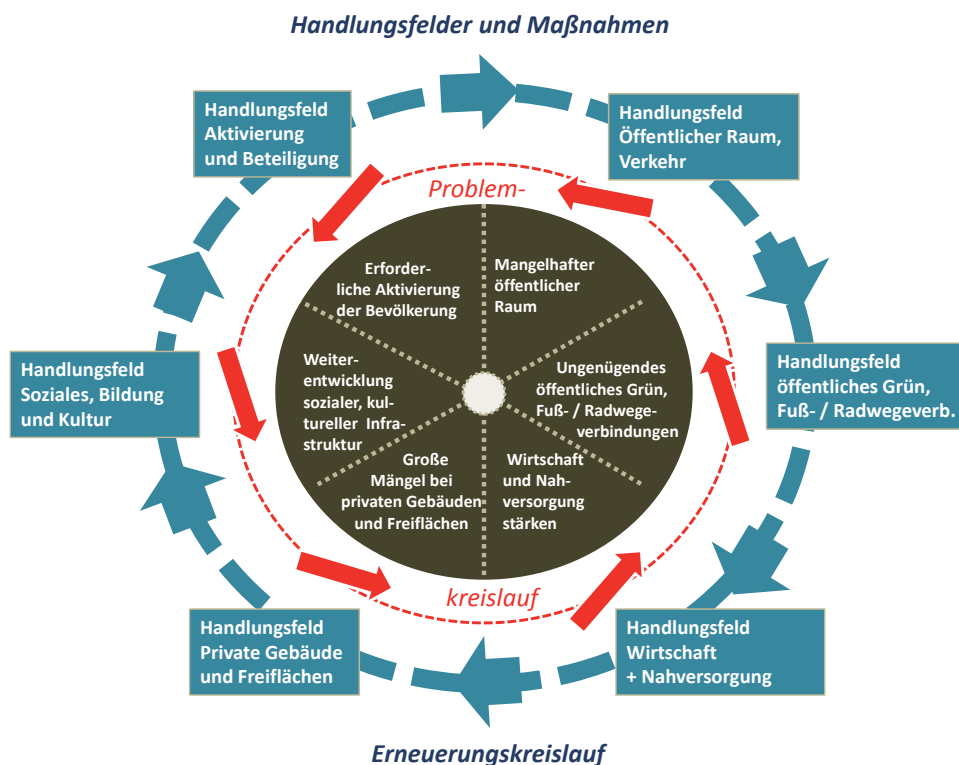 Handlungsfelder und Maßnahmen
Handlungsfeld
Aktivierung
und Beteiligung
Handlungsfeld
Öffentlicher Raum,
Verkehr
Problem-
Erforder-
liche Aktivierung
der Bevölkerung
Mangelhafter
öffentlicher
Raum
Handlungsfeld
Soziales, Bildung
und Kultur
Weiter-
entwicklung
sozialer, kul-
tureller Infra-
struktur
Ungenügendes
öffentliches Grün,
Fuß- / Radwege-
verbindungen
Handlungsfeld
öffentliches Grün,
Fuß- / Radwegeverb.
Große
Mängel bei
privaten Gebäuden
und Freiflächen
Wirtschaft
und Nah-
versorgung
stärken
kreislauf
Handlungsfeld
Private Gebäude
und Freiflächen
Handlungsfeld
Wirtschaft
+ Nahversorgung
Erneuerungskreislauf